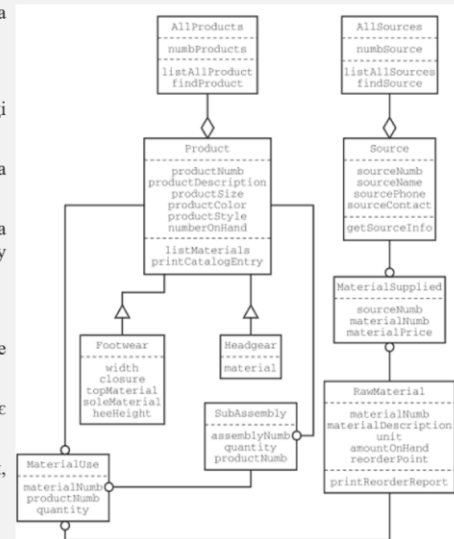 a
AllProducts
numbProducts
listAllProduct
findProduct
AllSources
numbSource
listAllSources
findSource
gi
a
a
y
e
Product
productNumb
productDescription
productSize
productColor
productStyle
numberOnHand
listMaterials
printCatalogEntry
Source
sourceNumb
sourceName
sourcePhone
sourceContact
getSourceInfo
MaterialSupplied
sourceNumb
materialNumb
materialPrice
Footwear
width
closure
topMaterial
soleMaterial
heeHeight
Headgear
material
SubAssembly
assemblyNumb
quantity
productNumb
RawMaterial
materialNumb
materialDescription
unit
amountOnHand
reorderPoint
printReorderReport
MaterialUse
materialNumb
productNumb
quantity